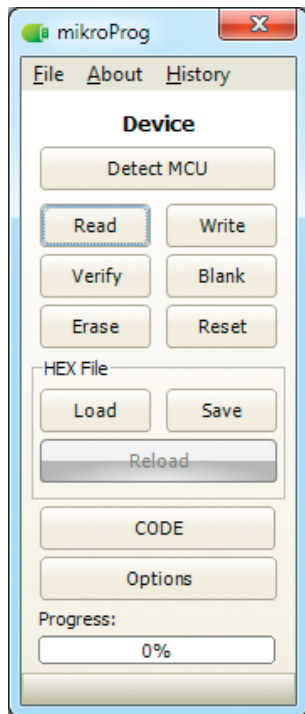 mikroProg
File About History
Device
Detect MCU
Read Write
Verify Blank
Erase Reset
HEX File
Load Save
Reload
CODE
Options
Progress:
0%